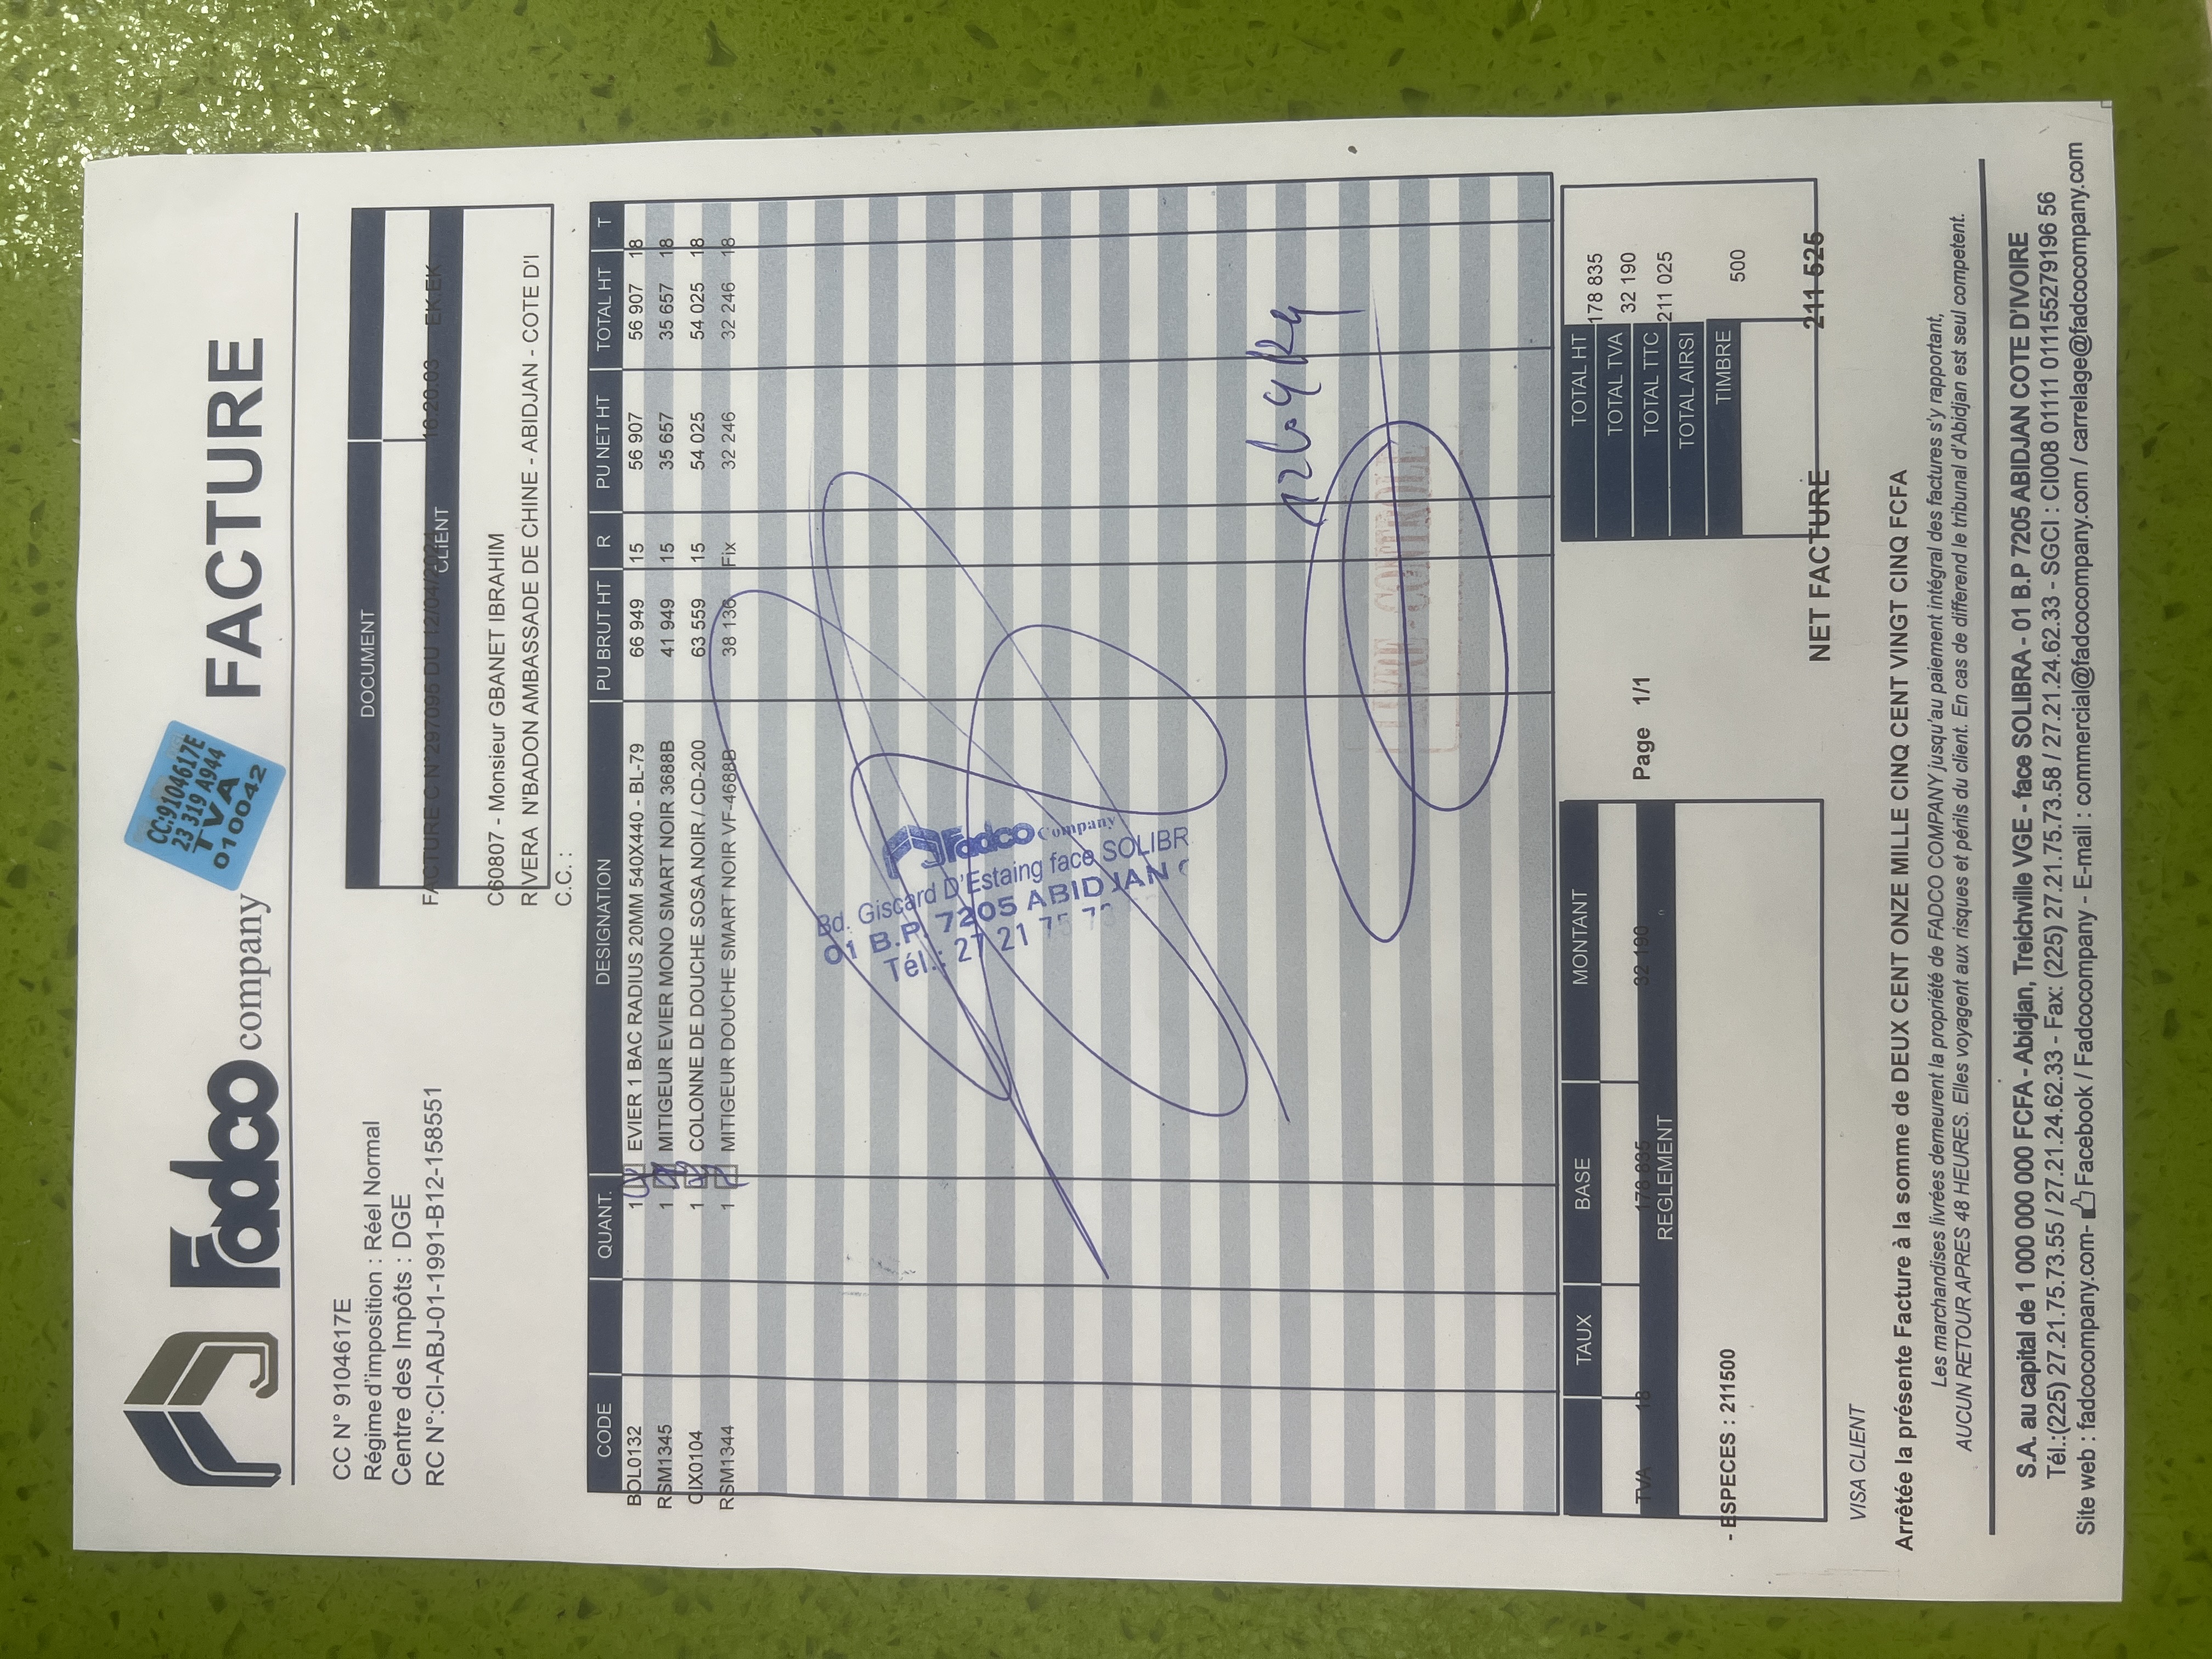 Fadco company
CC:9104617E
23 319 A944
TVA
010042
FACTURE
CC N° 9104617E
Régime d'imposition : Réel Normal
Centre des Impôts : DGE
RC N°:CI-ABJ-01-1991-B12-158551
DOCUMENT
FACTURE C N°297095 DU 12/04/2024 16:20:03 EK.EK
CLIENT
C60807 - Monsieur GBANET IBRAHIM
RIVERA N'BADON AMBASSADE DE CHINE - ABIDJAN - COTE D'I
C.C. :
CODE QUANT. DESIGNATION PU BRUT HT R PU NET HT TOTAL HT T
BOL0132 1 EVIER 1 BAC RADIUS 20MM 540X440 - BL-79 66 949 15 56 907 56 907 18
RSM1345 1 MITIGEUR EVIER MONO SMART NOIR 3688B 41 949 15 35 657 35 657 18
CIX0104 1 COLONNE DE DOUCHE SOSA NOIR / CD-200 63 559 15 54 025 54 025 18
RSM1344 1 MITIGEUR DOUCHE SMART NOIR VF-4688B 38 136 Fix 32 246 32 246 18
Fadco Company
Bd. Giscard D'Estaing face SOLIBR
01 B.P. 7205 ABIDJAN
Tél.: 27 21 75 73
LIVRE - CONTROLE
TAUX BASE MONTANT
TVA 18 178 835 32 190
REGLEMENT
- ESPECES : 211500
Page 1/1
TOTAL HT 178 835
TOTAL TVA 32 190
TOTAL TTC 211 025
TOTAL AIRSI
TIMBRE 500
NET FACTURE 211 525
VISA CLIENT
Arrêtée la présente Facture à la somme de DEUX CENT ONZE MILLE CINQ CENT VINGT CINQ FCFA
Les marchandises livrées demeurent la propriété de FADCO COMPANY jusqu'au paiement intégral des factures s'y rapportant,
AUCUN RETOUR APRES 48 HEURES. Elles voyagent aux risques et périls du client. En cas de differend le tribunal d'Abidjan est seul competent.
S.A. au capital de 1 000 000 000 FCFA - Abidjan, Treichville VGE - face SOLIBRA - 01 B.P 7205 ABIDJAN COTE D'IVOIRE
Tél.:(225) 27.21.75.73.55 / 27.21.24.62.33 - Fax: (225) 27.21.75.73.58 / 27.21.24.62.33 - SGCI : CI008 01111 011155279196 56
Site web : fadcocompany.com- Facebook / Fadcocompany - E-mail : commercial@fadcocompany.com / carrelage@fadcocompany.com